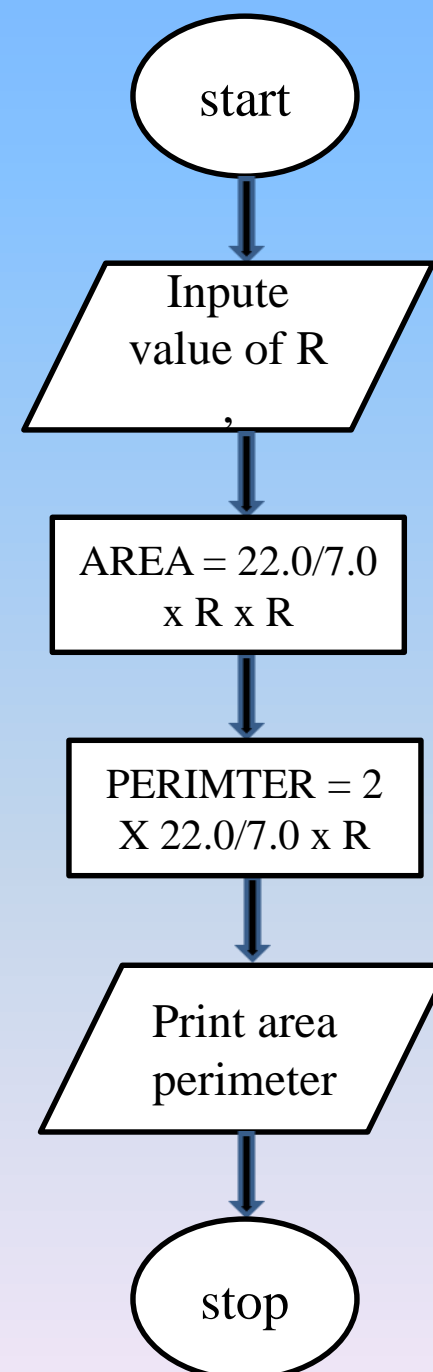 start
Inpute
value of R
,
AREA = 22.0/7.0
x R x R
PERIMTER = 2
X 22.0/7.0 x R
Print area
perimeter
stop